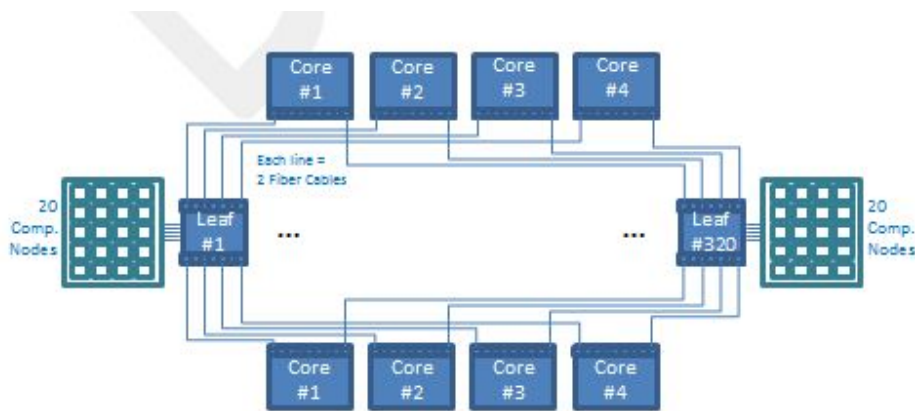 Core
#1
Core
#2
Core
#3
Core
#4
Each line =
2 Fiber Cables
20
Comp.
Nodes
Leaf
#1
...
...
Leaf
#320
20
Comp.
Nodes
Core
#1
Core
#2
Core
#3
Core
#4